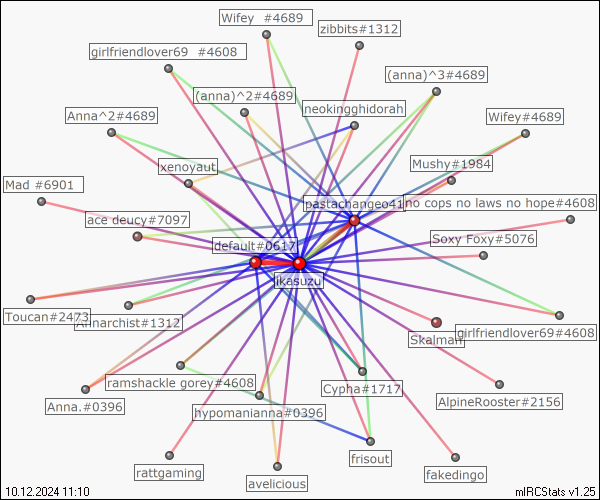 Wifey  #4689
zibbits#1312
girlfriendlover69  #4608
(anna)^3#4689
(anna)^2#4689
neokingghidorah
Anna^2#4689
Wifey#4689
xenoyaut
Mushy#1984
Mad #6901
pastachangeo41
no cops no laws no hope#4608
ace deucy#7097
default#0617
Soxy Foxy#5076
ikasuzu
Toucan#2473
Annarchist#1312
girlfriendlover69#4608
Skalman
ramshackle gorey#4608
Cypha#1717
AlpineRooster#2156
Anna.#0396
hypomanianna#0396
rattgaming
frisout
fakedingo
avelicious
10.12.2024 11:10
mIRCStats v1.25